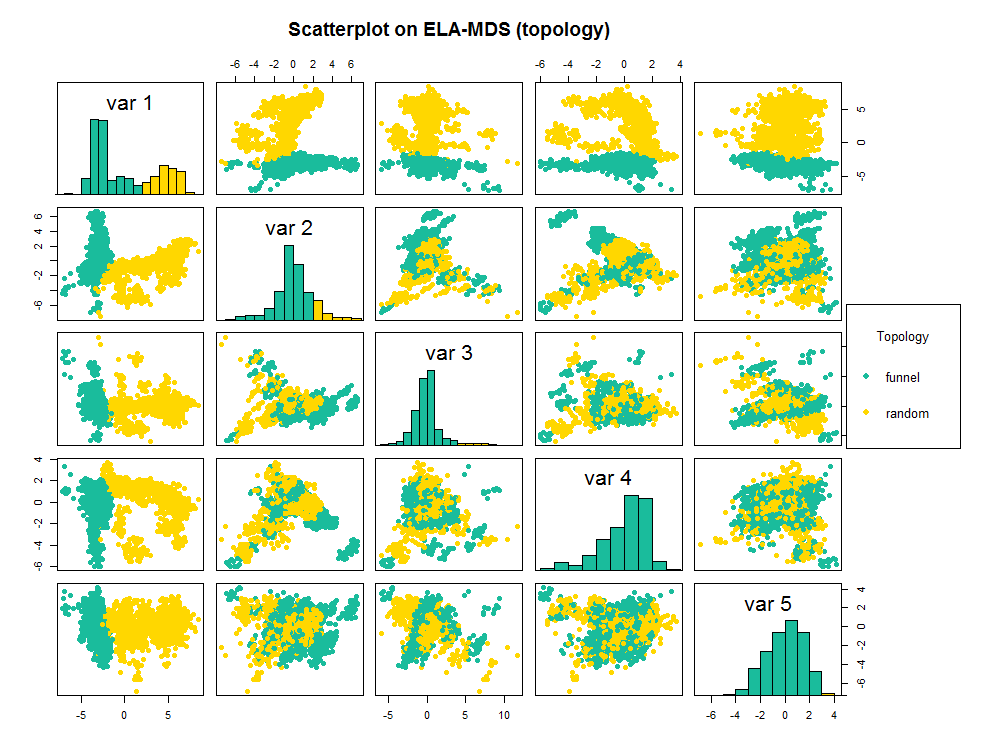 Scatterplot on ELA-MDS (topology)
-6 -4 -2 0 2 4 6
-6 -4 -2 0 2 4
var 1
5
0
-5
6
2
-2
-6
var 2
var 3
Topology
funnel
random
4
2
0
-2
-4
-6
var 4
var 5
4
2
0
-2
-4
-6
-5 0 5
-5 0 5 10
-6 -4 -2 0 2 4